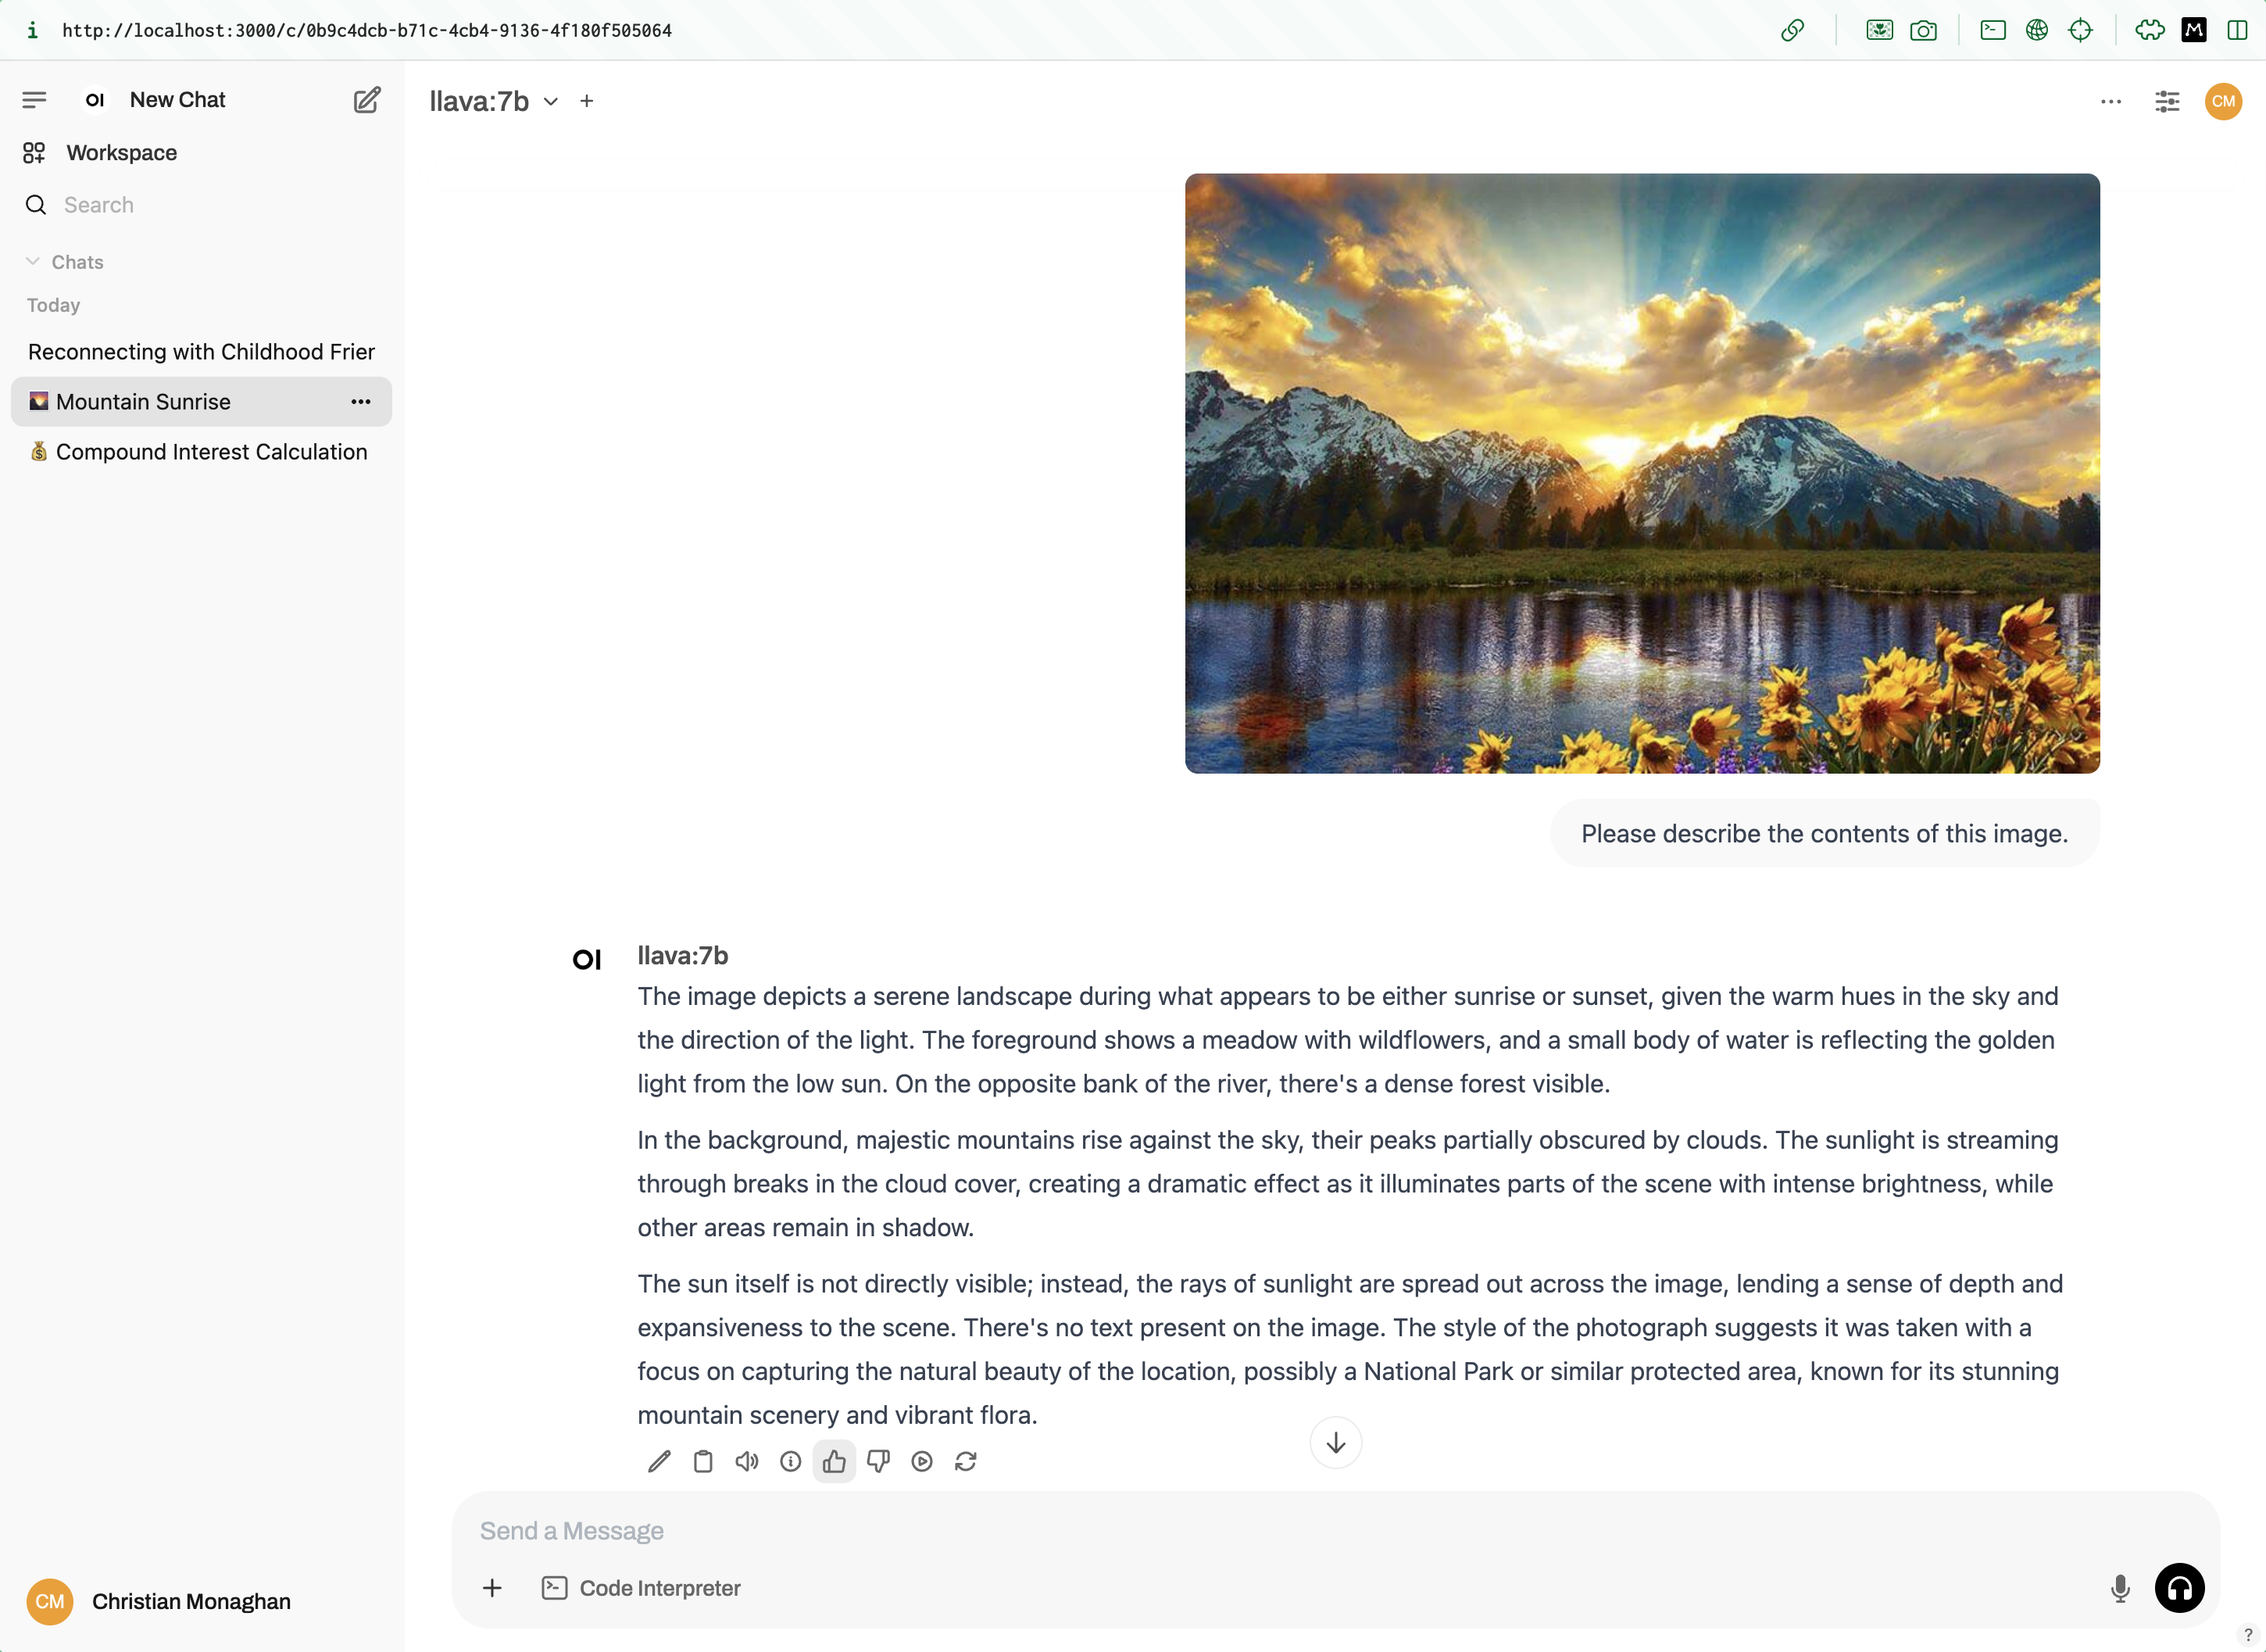 i http://localhost:3000/c/0b9c4dcb-b71c-4cb4-9136-4f180f505064
OI New Chat
Workspace
Search
Chats
Today
Reconnecting with Childhood Frier
Mountain Sunrise
Compound Interest Calculation
CM Christian Monaghan
llava:7b
CM
Please describe the contents of this image.
OI llava:7b
The image depicts a serene landscape during what appears to be either sunrise or sunset, given the warm hues in the sky and
the direction of the light. The foreground shows a meadow with wildflowers, and a small body of water is reflecting the golden
light from the low sun. On the opposite bank of the river, there's a dense forest visible.
In the background, majestic mountains rise against the sky, their peaks partially obscured by clouds. The sunlight is streaming
through breaks in the cloud cover, creating a dramatic effect as it illuminates parts of the scene with intense brightness, while
other areas remain in shadow.
The sun itself is not directly visible; instead, the rays of sunlight are spread out across the image, lending a sense of depth and
expansiveness to the scene. There's no text present on the image. The style of the photograph suggests it was taken with a
focus on capturing the natural beauty of the location, possibly a National Park or similar protected area, known for its stunning
mountain scenery and vibrant flora.
Send a Message
Code Interpreter
?